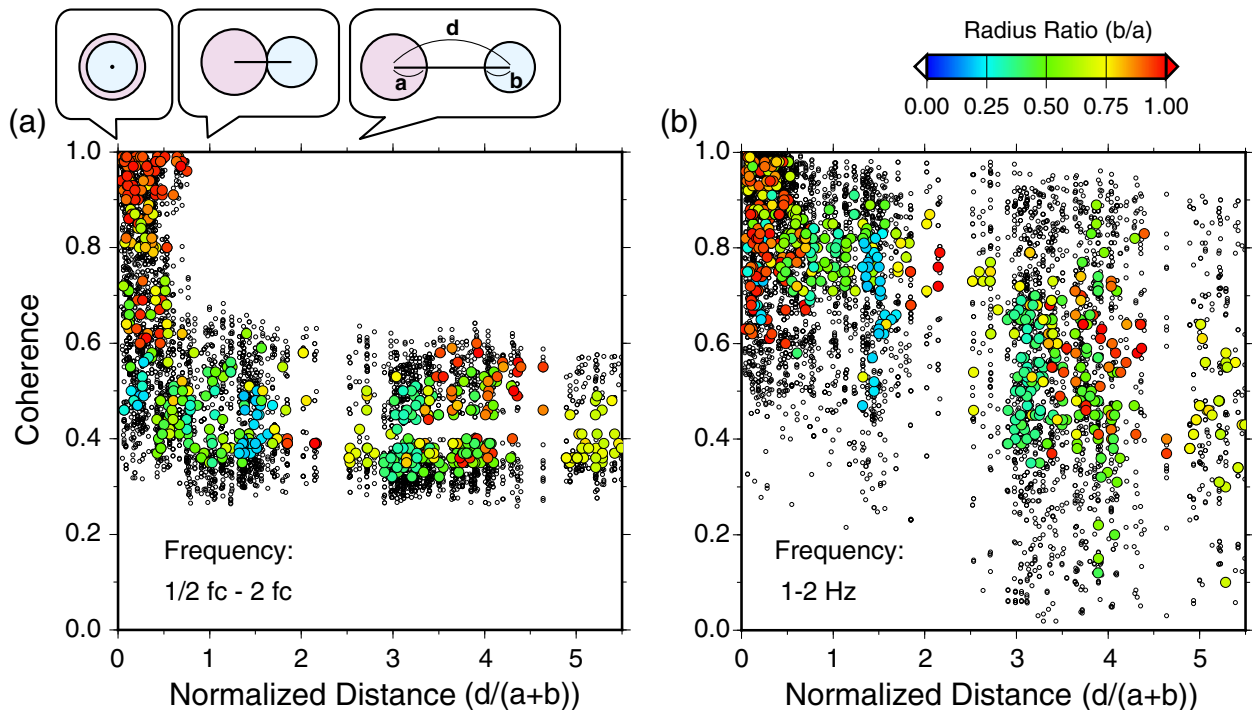 d
a
b
Radius Ratio (b/a)
0.00 0.25 0.50 0.75 1.00
(a)
1.0
0.8
0.6
0.4
0.2
0.0
Coherence
Frequency:
1/2 fc - 2 fc
0 1 2 3 4 5
Normalized Distance (d/(a+b))
(b)
1.0
0.8
0.6
0.4
0.2
0.0
Frequency:
1-2 Hz
0 1 2 3 4 5
Normalized Distance (d/(a+b))